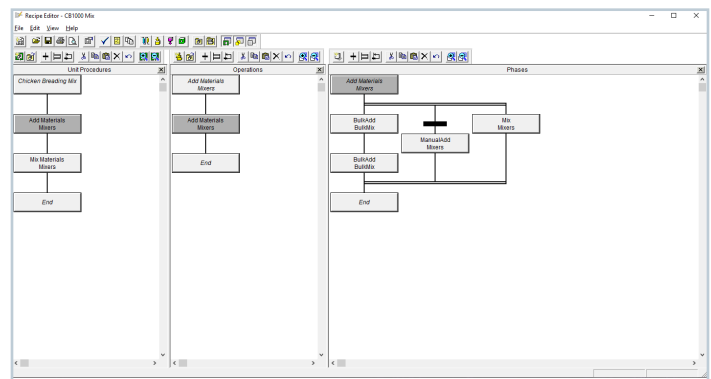 Recipe Editor - CB1000 Mix
File Edit View Help
Unit Procedures
Chicken Breading Mix
Add Materials
Mixers
Mix Materials
Mixers
End
Operations
Add Materials
Mixers
Add Materials
Mixers
End
Phases
Add Materials
Mixers
BulkAdd
BulkMix
ManualAdd
Mixers
Mix
Mixers
BulkAdd
BulkMix
End